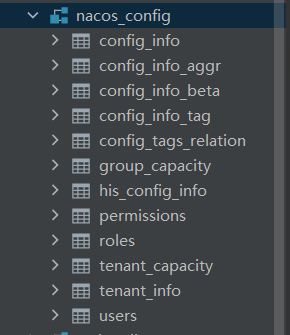 nacos_config
config_info
config_info_aggr
config_info_beta
config_info_tag
config_tags_relation
group_capacity
his_config_info
permissions
roles
tenant_capacity
tenant_info
users